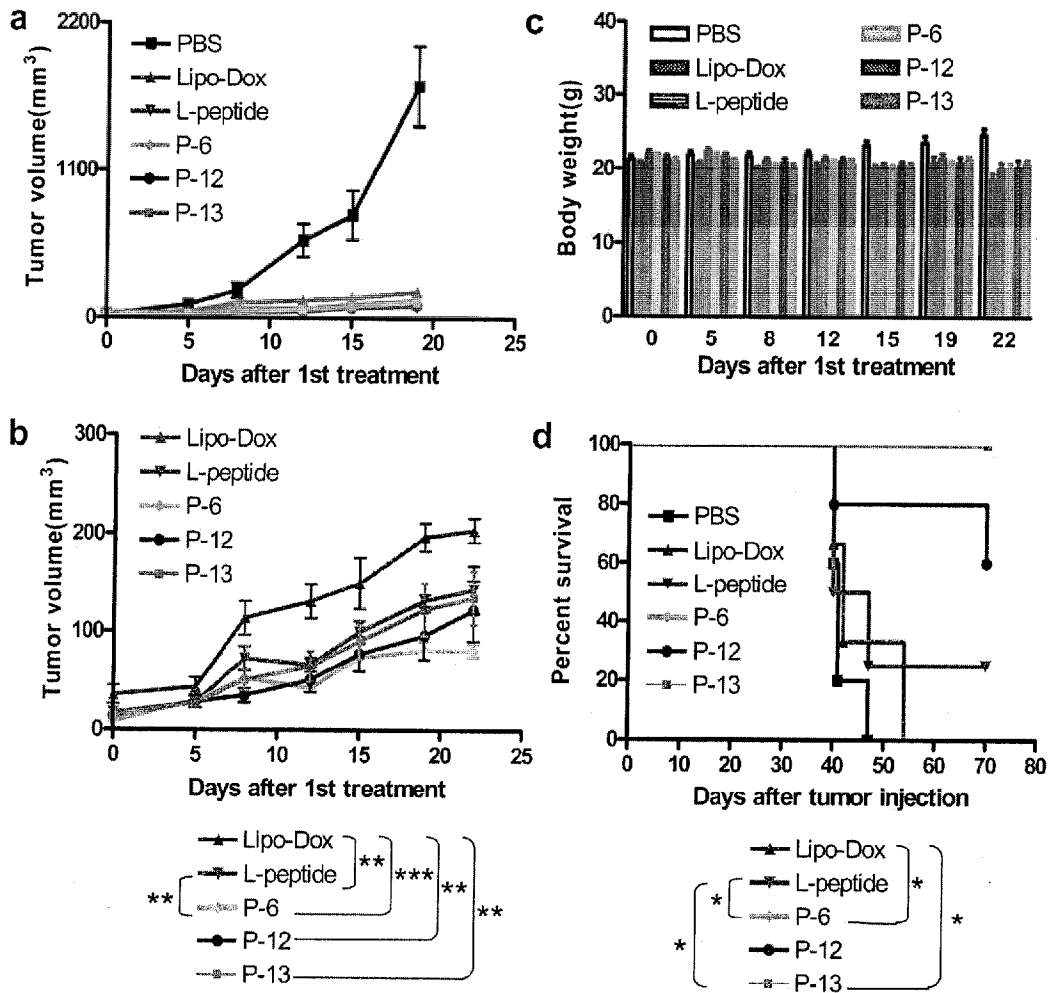 a
2200
1100
0
Tumor volume(mm³)
PBS
Lipo-Dox
L-peptide
P-6
P-12
P-13
0 5 10 15 20 25
Days after 1st treatment
c
40
30
20
10
0
Body weight(g)
PBS P-6
Lipo-Dox P-12
L-peptide P-13
0 5 8 12 15 19 22
Days after 1st treatment
b
300
200
100
0
Tumor volume(mm³)
Lipo-Dox
L-peptide
P-6
P-12
P-13
0 5 10 15 20 25
Days after 1st treatment
Lipo-Dox
L-peptide
P-6
P-12
P-13
** ** *** ** **
d
100
80
60
40
20
0
Percent survival
PBS
Lipo-Dox
L-peptide
P-6
P-12
P-13
0 10 20 30 40 50 60 70 80
Days after tumor injection
Lipo-Dox
L-peptide
P-6
P-12
P-13
* * * *